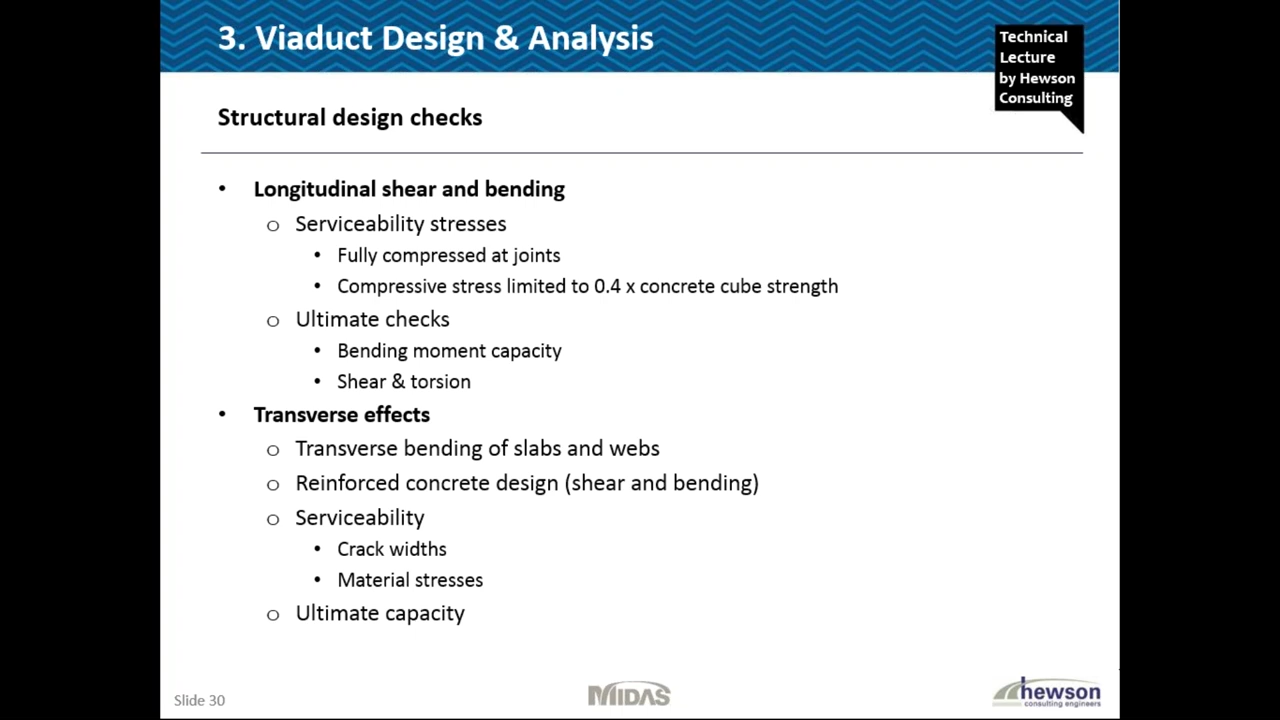 3. Viaduct Design & Analysis
Technical
Lecture
by Hewson
Consulting
Structural design checks
• Longitudinal shear and bending
o Serviceability stresses
• Fully compressed at joints
• Compressive stress limited to 0.4 x concrete cube strength
o Ultimate checks
• Bending moment capacity
• Shear & torsion
• Transverse effects
o Transverse bending of slabs and webs
o Reinforced concrete design (shear and bending)
o Serviceability
• Crack widths
• Material stresses
o Ultimate capacity
Slide 30
MIDAS
hewson
consulting engineers